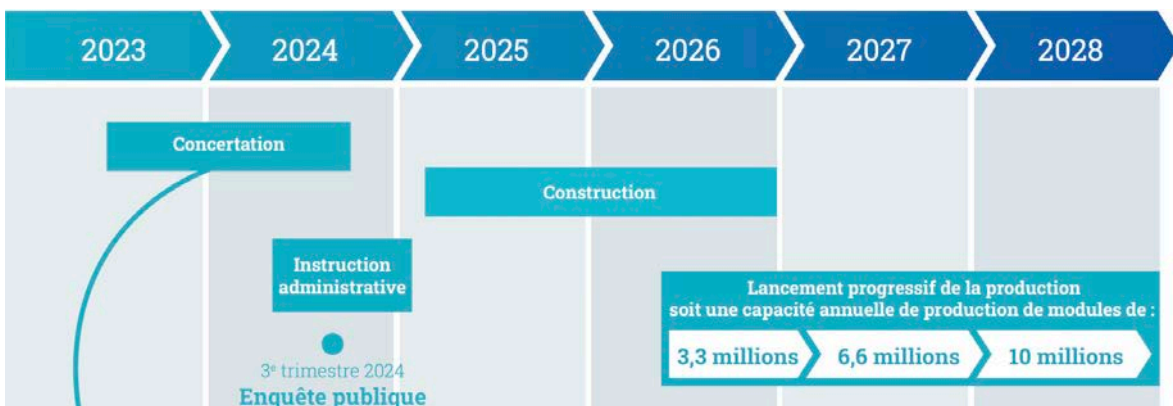 2023
2024
2025
2026
2027
2028
Concertation
Construction
Instruction
administrative
Lancement progressif de la production
soit une capacité annuelle de production de modules de :
3,3 millions
6,6 millions
10 millions
3e trimestre 2024
Enquête publique